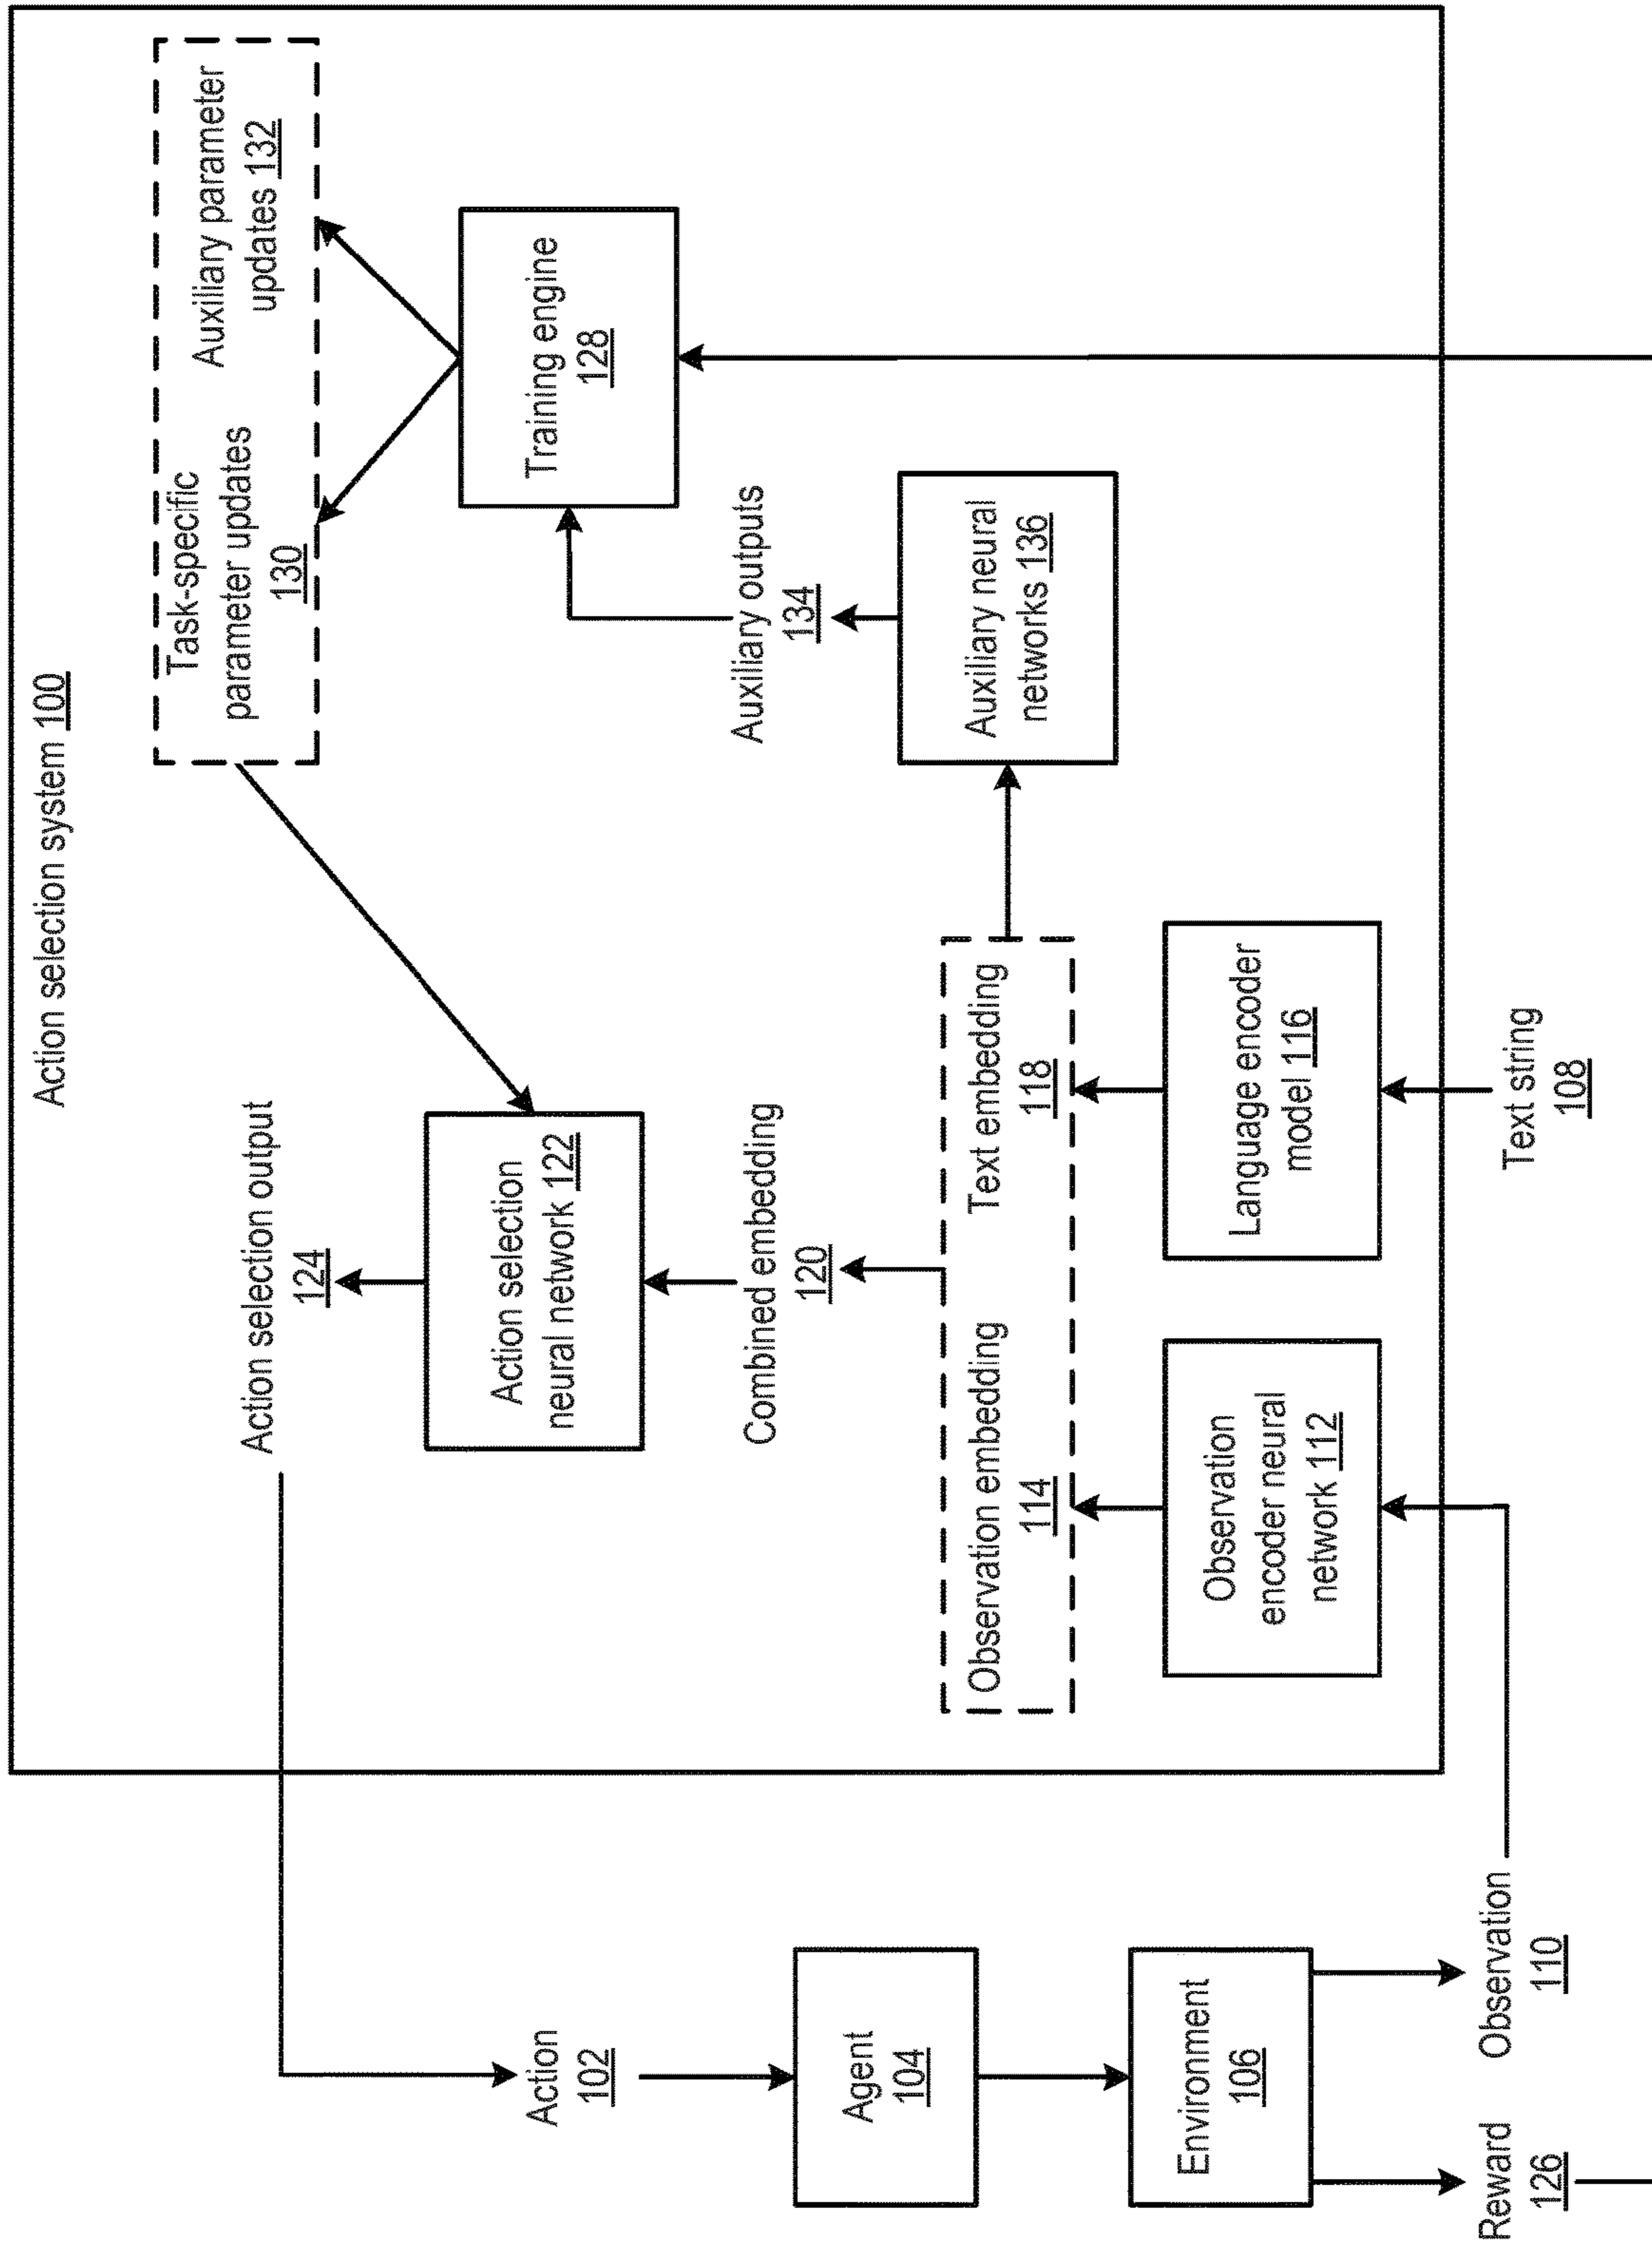 Action selection system 100
Action selection output
124
Task-specific
parameter updates
130
Auxiliary parameter
updates 132
Action selection
neural network 122
Training engine
128
Action
102
Combined embedding
120
Auxiliary outputs
134
Agent
104
Observation embedding
114
Text embedding
118
Auxiliary neural
networks 136
Environment
106
Observation
encoder neural
network 112
Language encoder
model 116
Reward
126
Observation
110
Text string
108